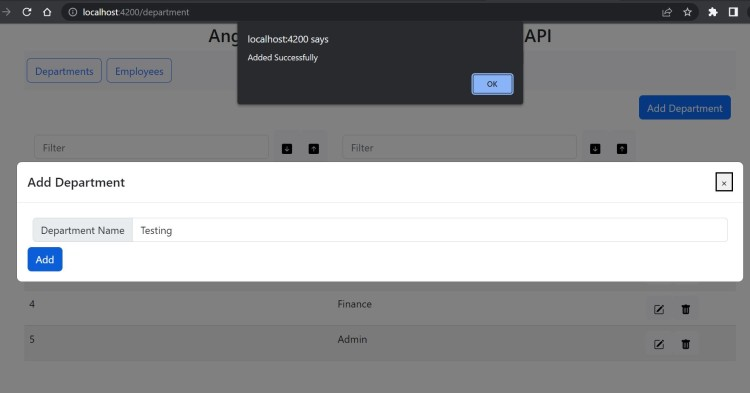 localhost:4200/department
Ang API
localhost:4200 says
Added Successfully
OK
Departments Employees
Add Department
Filter Filter
Add Department ×
Department Name Testing
Add
4 Finance
5 Admin